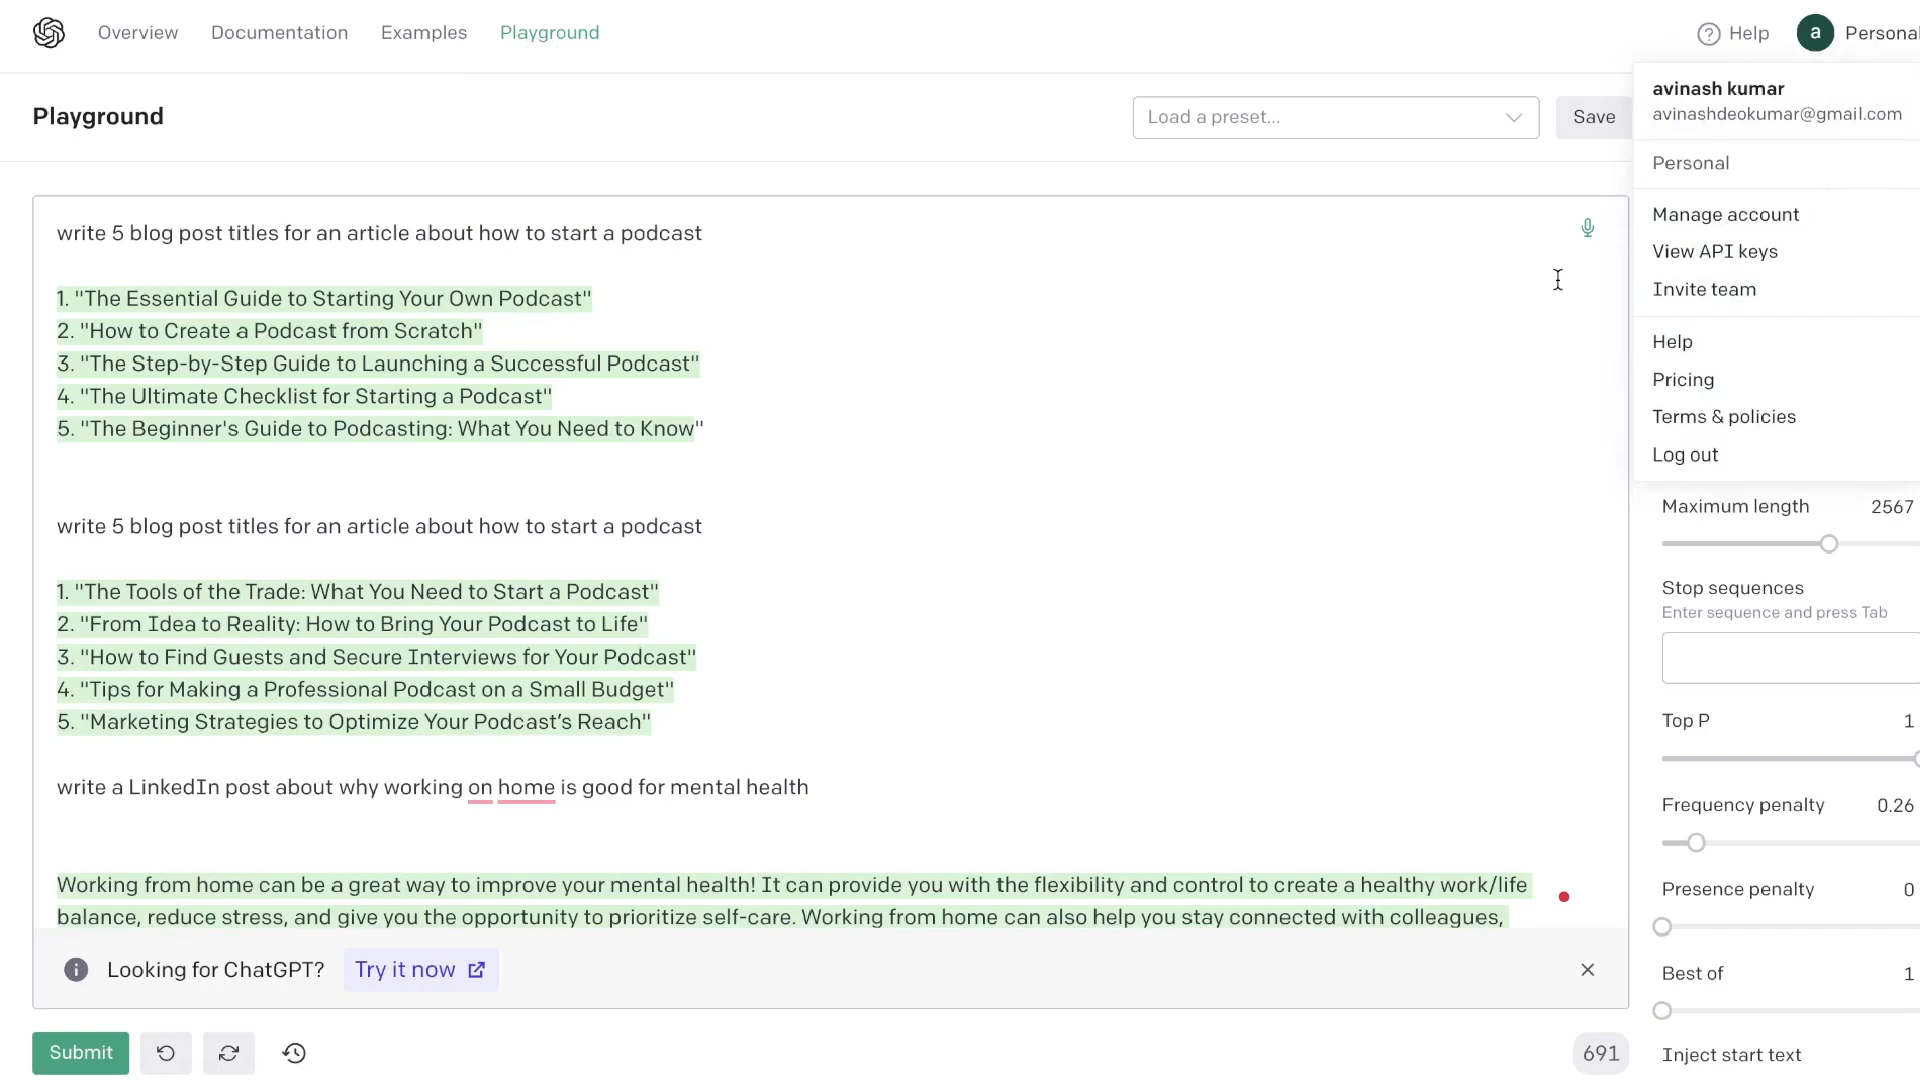 Overview Documentation Examples Playground Help a Personal
avinash kumar
avinashdeokumar@gmail.com
Playground
Load a preset...
Save
Personal
Manage account
View API keys
Invite team
Help
Pricing
Terms & policies
Log out
write 5 blog post titles for an article about how to start a podcast
1. "The Essential Guide to Starting Your Own Podcast"
2. "How to Create a Podcast from Scratch"
3. "The Step-by-Step Guide to Launching a Successful Podcast"
4. "The Ultimate Checklist for Starting a Podcast"
5. "The Beginner's Guide to Podcasting: What You Need to Know"
write 5 blog post titles for an article about how to start a podcast
1. "The Tools of the Trade: What You Need to Start a Podcast"
2. "From Idea to Reality: How to Bring Your Podcast to Life"
3. "How to Find Guests and Secure Interviews for Your Podcast"
4. "Tips for Making a Professional Podcast on a Small Budget"
5. "Marketing Strategies to Optimize Your Podcast’s Reach"
write a LinkedIn post about why working on home is good for mental health
Working from home can be a great way to improve your mental health! It can provide you with the flexibility and control to create a healthy work/life
balance, reduce stress, and give you the opportunity to prioritize self-care. Working from home can also help you stay connected with colleagues,
Looking for ChatGPT? Try it now
Submit
691
Maximum length 2567
Stop sequences
Enter sequence and press Tab
Top P 1
Frequency penalty 0.26
Presence penalty 0
Best of 1
Inject start text